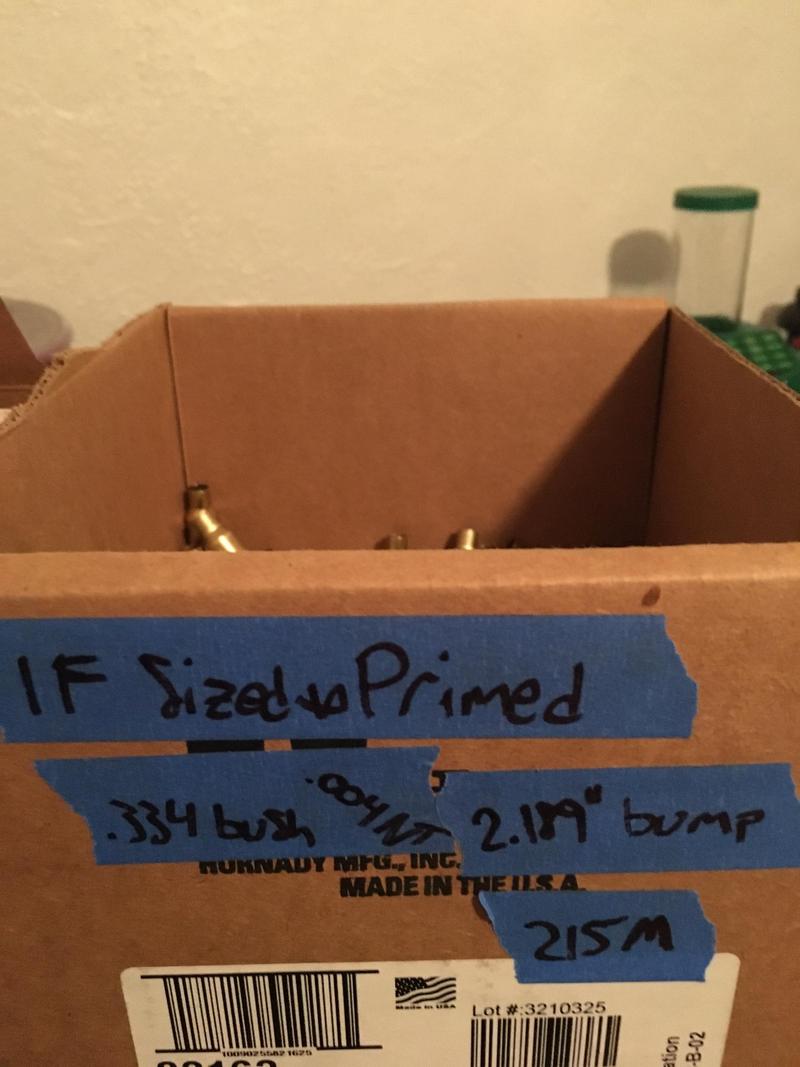 1F Sized & Primed
.334 bush .004 NT
2.189" bump
HORNADY MFG., INC.
MADE IN THE U.S.A.
215M
Made in USA
Lot #:3210325
-B-02